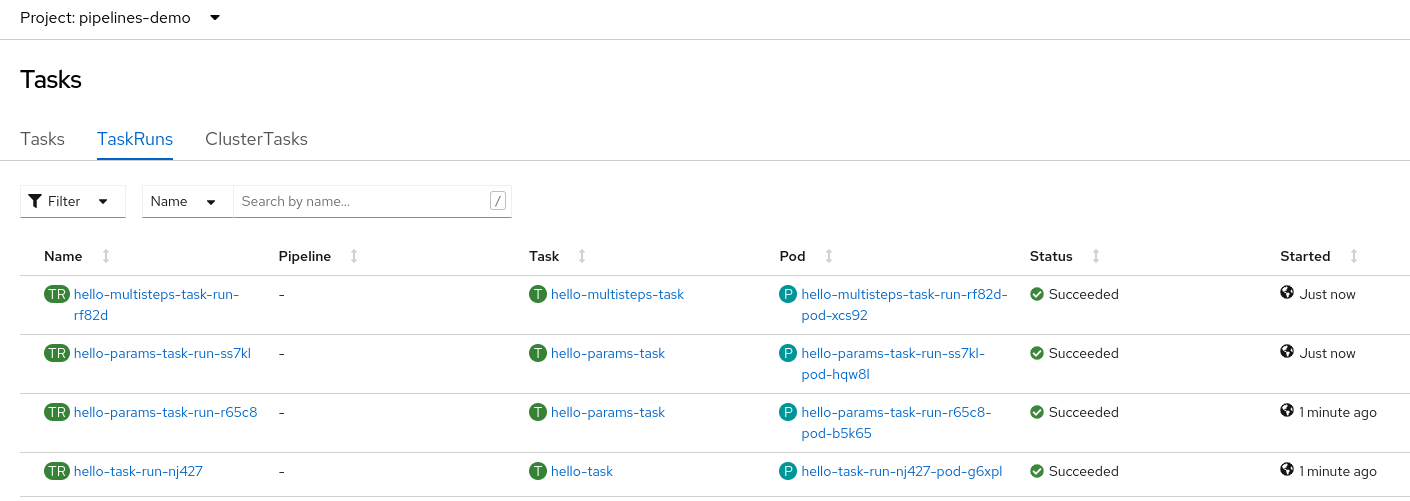 Project: pipelines-demo
Tasks
Tasks TaskRuns ClusterTasks
Filter Name Search by name... /
Name Pipeline Task Pod Status Started
TR hello-multisteps-task-run- - T hello-multisteps-task P hello-multisteps-task-run-rf82d- Succeeded Just now
rf82d pod-xcs92
TR hello-params-task-run-ss7kl - T hello-params-task P hello-params-task-run-ss7kl- Succeeded Just now
pod-hqw8l
TR hello-params-task-run-r65c8 - T hello-params-task P hello-params-task-run-r65c8- Succeeded 1 minute ago
pod-b5k65
TR hello-task-run-nj427 - T hello-task P hello-task-run-nj427-pod-g6xpl Succeeded 1 minute ago